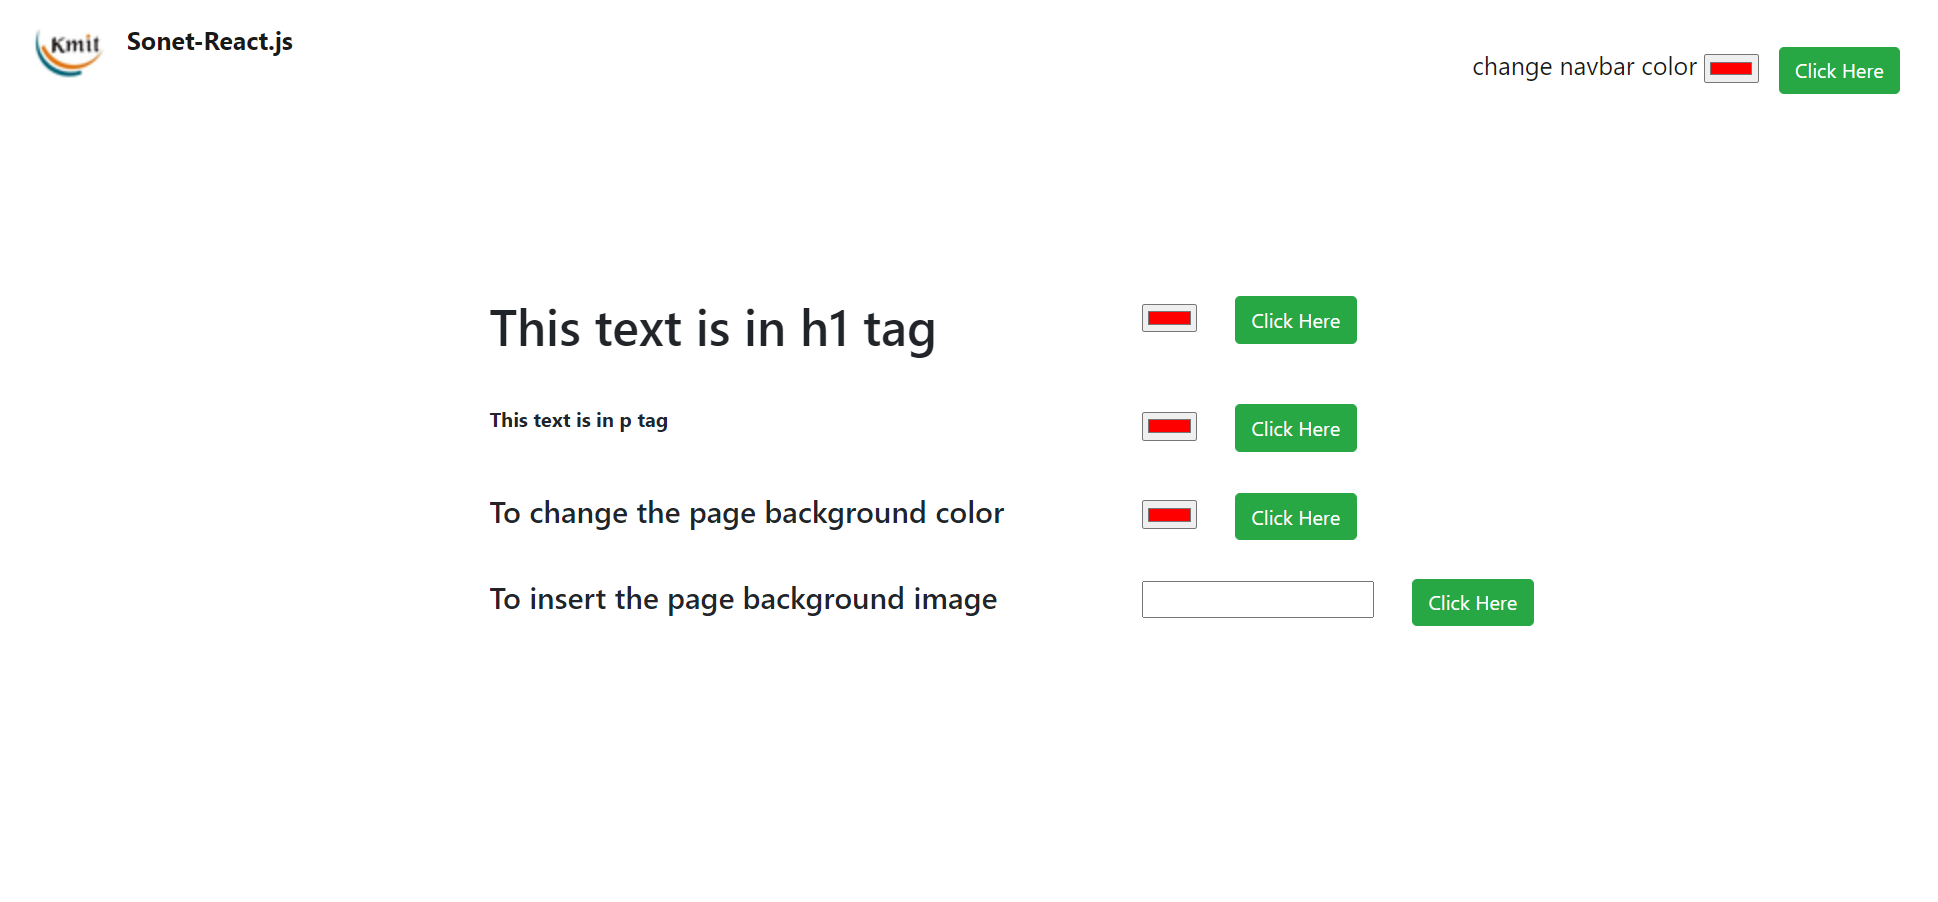 Kmit
Sonet-React.js
change navbar color
Click Here
This text is in h1 tag
Click Here
This text is in p tag
Click Here
To change the page background color
Click Here
To insert the page background image
Click Here